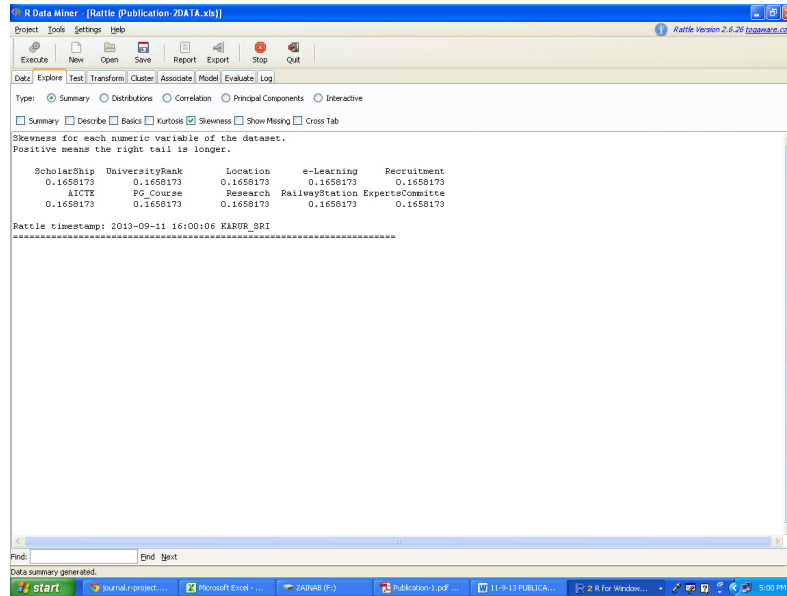 R Data Miner - [Rattle (Publication-2DATA.xls)]
Project Tools Settings Help
Rattle Version 2.6.26 togaware.co
Execute New Open Save Report Export Stop Quit
Data Explore Test Transform Cluster Associate Model Evaluate Log
Type: Summary Distributions Correlation Principal Components Interactive
Summary Describe Basics Kurtosis Skewness Show Missing Cross Tab
Skewness for each numeric variable of the dataset.
Positive means the right tail is longer.
ScholarShip UniversityRank Location e-Learning Recruitment
0.1658173 0.1658173 0.1658173 0.1658173 0.1658173
AICTE PG_Course Research RailwayStation ExpertsCommitte
0.1658173 0.1658173 0.1658173 0.1658173 0.1658173
Rattle timestamp: 2013-09-11 16:00:06 KARUR_SRI
======================================================================
Find: Find Next
Data summary generated.
start journal.r-project.... Microsoft Excel - ... ZAINAB (F:) Publication-1.pdf ... 11-9-13 PUBLICA... 2 R for Window... 5:00 PM